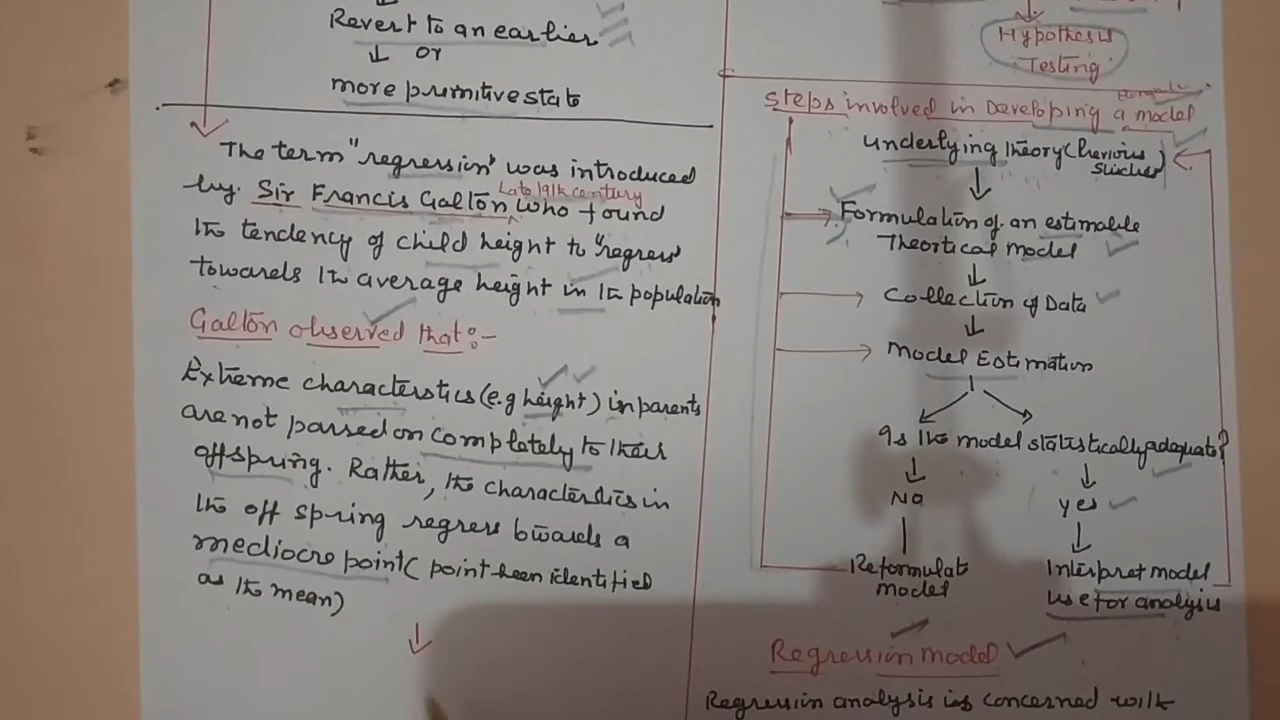 Revert to an earlier
↓ or
more primitive state
The term "regression" was introduced
by. Sir Francis Galton, Who found
Late 19th century
the tendency of child height to "regress"
towards the average height in the population
Galton observed that:-
Extreme characterstics (e.g height) in parents
are not passed on completely to their
offspring. Rather, the characterstics in
the off spring regress towards a
mediocre point ( point been identified
as the mean)
↓
Hypothesis
Testing
Steps involved in Developing a model
Underlying theory (Previous
Studies)
↓
Formulation of an estimable
Theortical model
↓
Collection of Data
↓
Model Estimation
Is the model statistically adequate?
↓ ↓
No yes
↓
Reformulate Interpret model
model use for analysis
Regression model
Regression analysis is concerned with